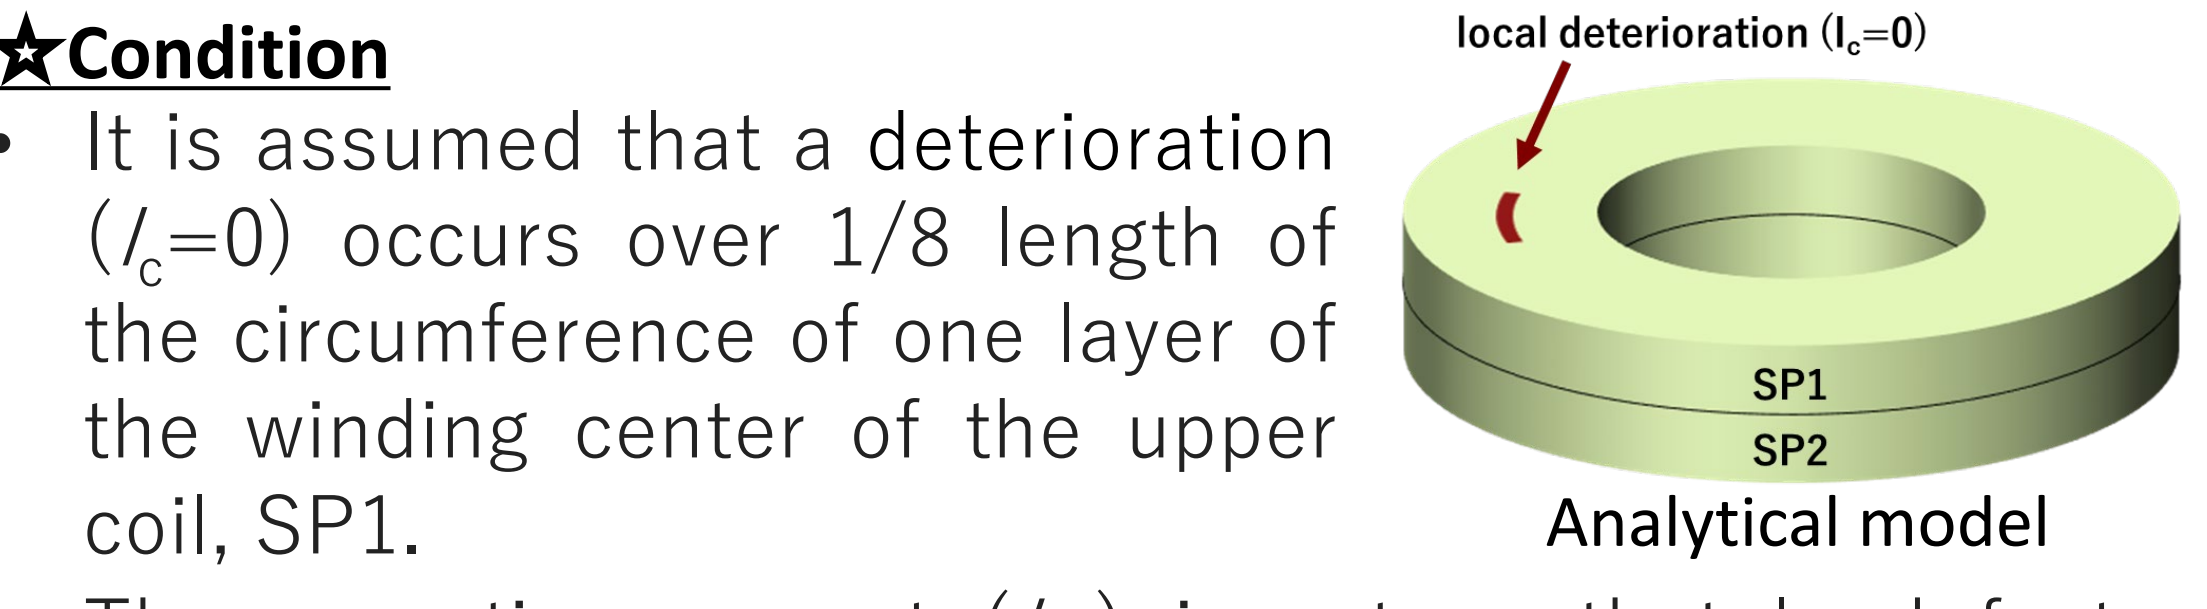 ☆Condition
• It is assumed that a deterioration
(Ic=0) occurs over 1/8 length of
the circumference of one layer of
the winding center of the upper
coil, SP1.
local deterioration (Ic=0)
SP1
SP2
Analytical model